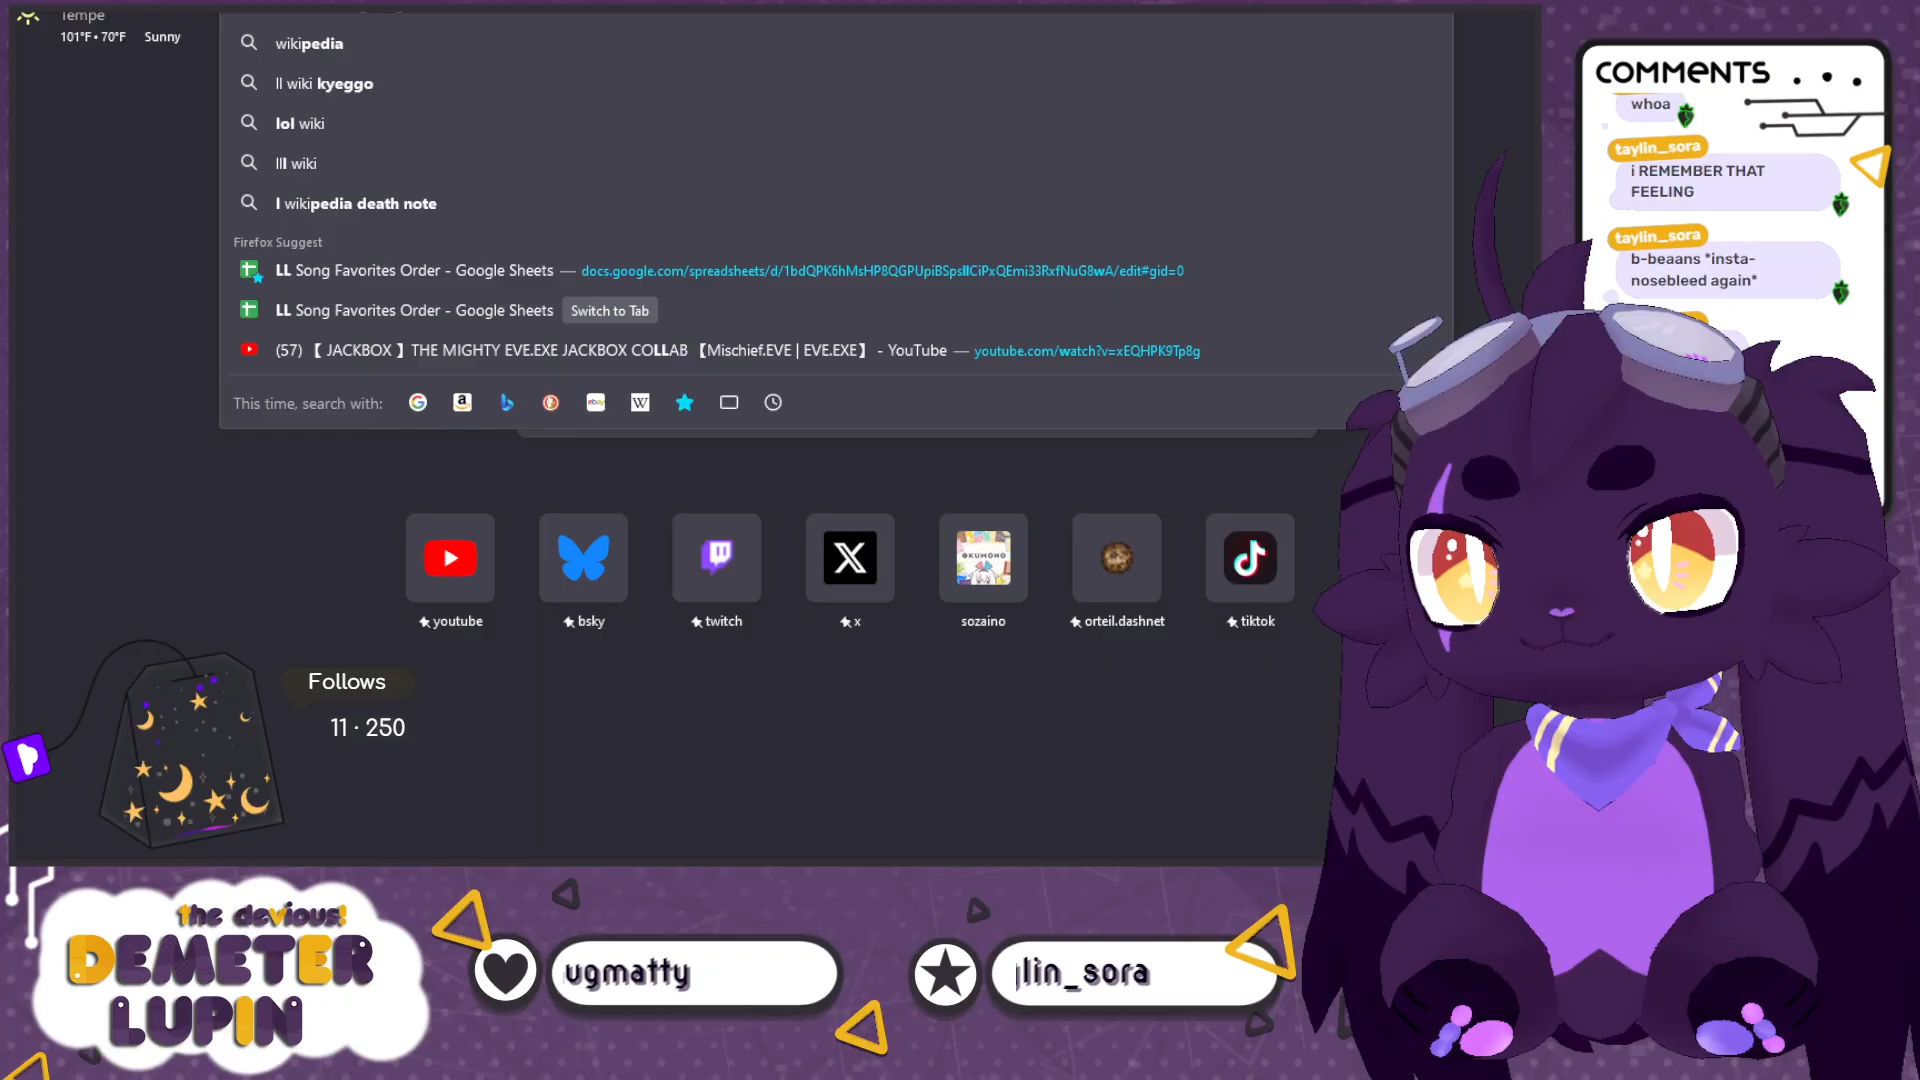 Tempe
101°F • 70°F Sunny
wikipedia
ll wiki kyeggo
lol wiki
lll wiki
l wikipedia death note
Firefox Suggest
LL Song Favorites Order - Google Sheets — docs.google.com/spreadsheets/d/1bdQPK6hMsHP8QGPUpiBSpsllCiPxQEmi33RxfNuG8wA/edit#gid=0
LL Song Favorites Order - Google Sheets Switch to Tab
(57) 【 JACKBOX 】THE MIGHTY EVE.EXE JACKBOX COLLAB 【Mischief.EVE | EVE.EXE】 - YouTube — youtube.com/watch?v=xEQHPK9Tp8g
This time, search with:
ebay
W
OKUMONO
youtube
bsky
twitch
x
sozaino
orteil.dashnet
tiktok
Follows
11 · 250
the devious!
DEMETER
LUPIN
ugmatty
lin_sora
COMMENTS . . .
whoa
taylin_sora
i REMEMBER THAT
FEELING
taylin_sora
b-beaans *insta-
nosebleed again*